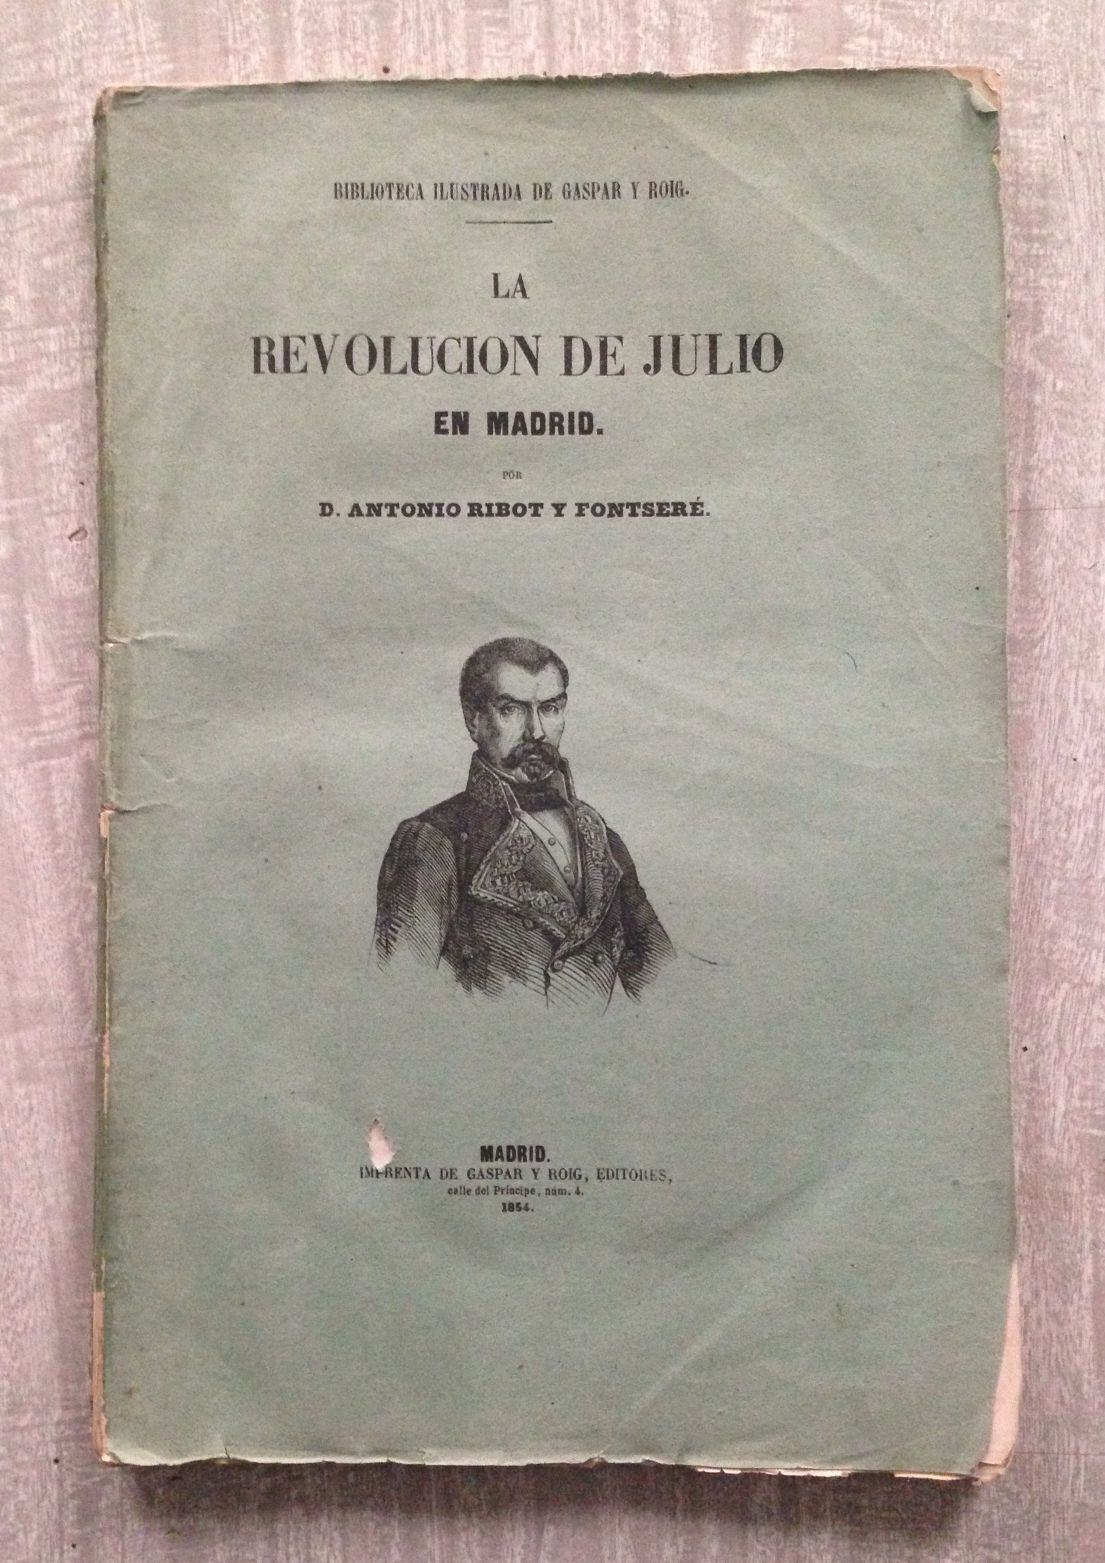 BIBLIOTECA ILUSTRADA DE GASPAR Y ROIG.
LA
REVOLUCION DE JULIO
EN MADRID.
POR
D. ANTONIO RIBOT Y FONTSERÉ.
MADRID.
IMPRENTA DE GASPAR Y ROIG, EDITORES,
calle del Príncipe, núm. 4.
1854.